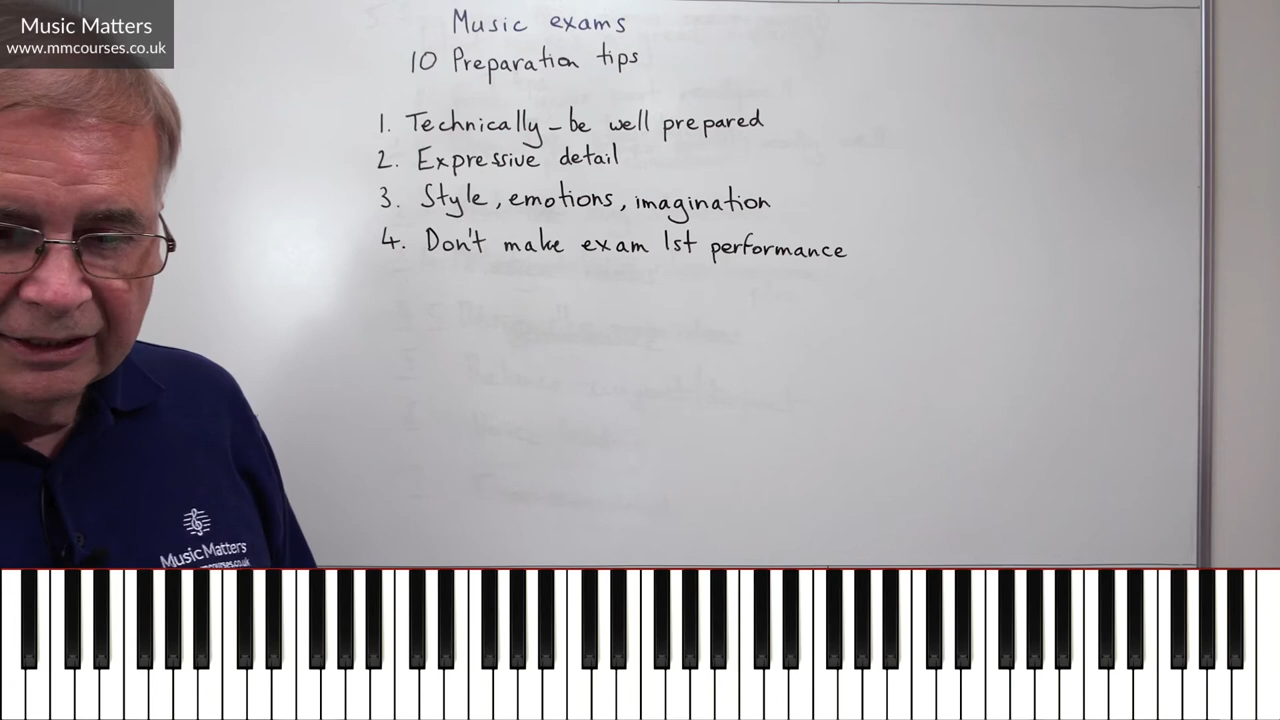 Music Matters
www.mmcourses.co.uk
Music exams
10 Preparation tips
1. Technically - be well prepared
2. Expressive detail
3. Style, emotions, imagination
4. Don't make exam 1st performance
Music Matters